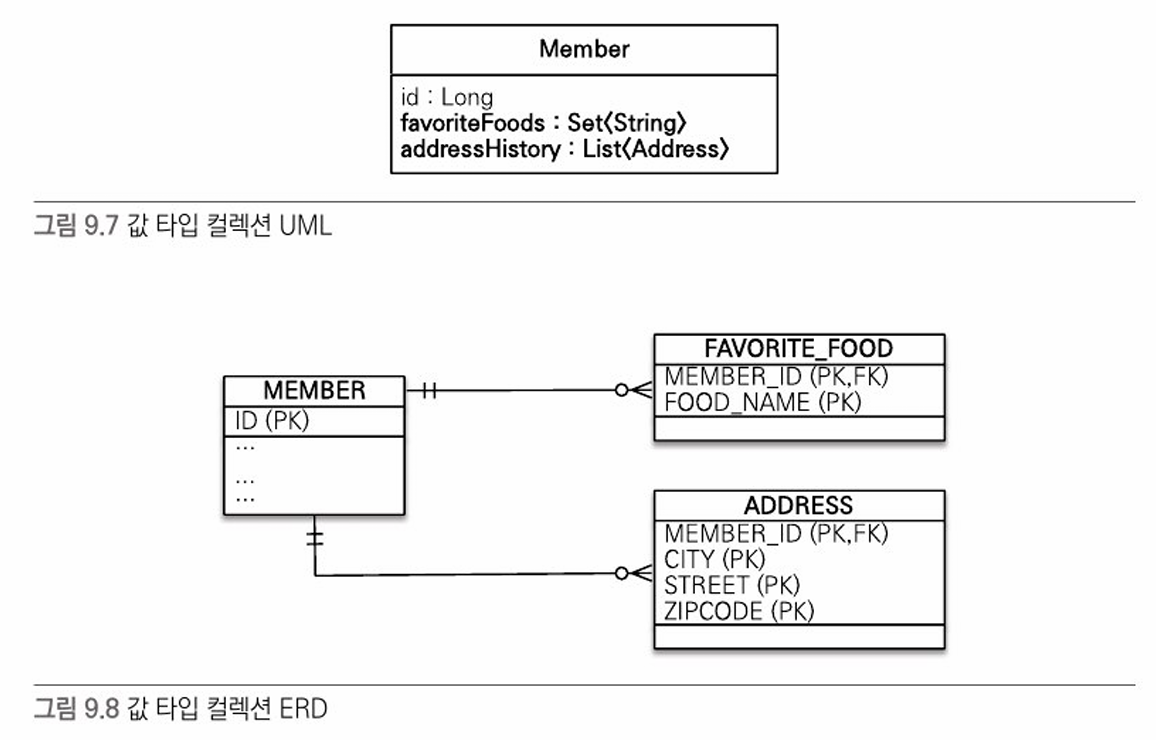 Member
id : Long
favoriteFoods : Set<String>
addressHistory : List<Address>
그림 9.7 값 타입 컬렉션 UML
FAVORITE_FOOD
MEMBER_ID (PK,FK)
FOOD_NAME (PK)
MEMBER
ID (PK)
...
...
...
ADDRESS
MEMBER_ID (PK,FK)
CITY (PK)
STREET (PK)
ZIPCODE (PK)
그림 9.8 값 타입 컬렉션 ERD